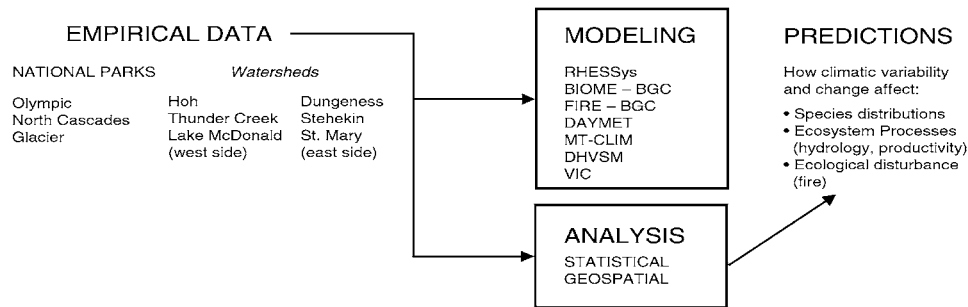 EMPIRICAL DATA
NATIONAL PARKS
Olympic
North Cascades
Glacier
Watersheds
Hoh
Thunder Creek
Lake McDonald
(west side)
Dungeness
Stehekin
St. Mary
(east side)
MODELING
RHESSys
BIOME – BGC
FIRE – BGC
DAYMET
MT-CLIM
DHVSM
VIC
ANALYSIS
STATISTICAL
GEOSPATIAL
PREDICTIONS
How climatic variability
and change affect:
• Species distributions
• Ecosystem Processes
(hydrology, productivity)
• Ecological disturbance
(fire)